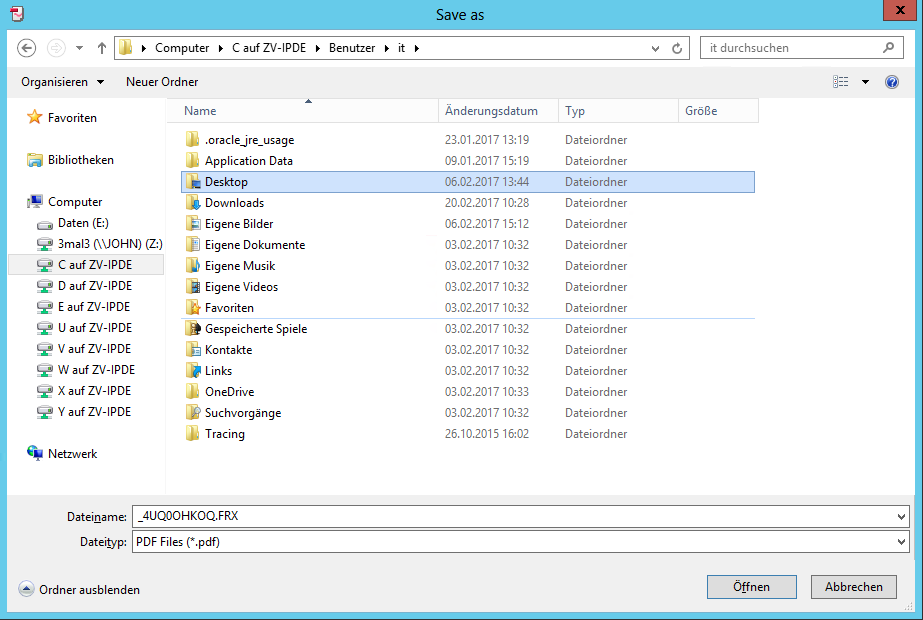 Save as
Computer C auf ZV-IPDE Benutzer it
it durchsuchen
Organisieren Neuer Ordner
Name Änderungsdatum Typ Größe
.oracle_jre_usage 23.01.2017 13:19 Dateiordner
Application Data 09.01.2017 15:19 Dateiordner
Desktop 06.02.2017 13:44 Dateiordner
Downloads 20.02.2017 10:28 Dateiordner
Eigene Bilder 06.02.2017 15:12 Dateiordner
Eigene Dokumente 03.02.2017 10:32 Dateiordner
Eigene Musik 03.02.2017 10:32 Dateiordner
Eigene Videos 03.02.2017 10:32 Dateiordner
Favoriten 03.02.2017 10:32 Dateiordner
Gespeicherte Spiele 03.02.2017 10:32 Dateiordner
Kontakte 03.02.2017 10:32 Dateiordner
Links 03.02.2017 10:32 Dateiordner
OneDrive 03.02.2017 10:33 Dateiordner
Suchvorgänge 03.02.2017 10:32 Dateiordner
Tracing 26.10.2015 16:02 Dateiordner
Favoriten
Bibliotheken
Computer
Daten (E:)
3mal3 (\\JOHN) (Z:)
C auf ZV-IPDE
D auf ZV-IPDE
E auf ZV-IPDE
U auf ZV-IPDE
V auf ZV-IPDE
W auf ZV-IPDE
X auf ZV-IPDE
Y auf ZV-IPDE
Netzwerk
Dateiname: _4UQ0OHKOQ.FRX
Dateityp: PDF Files (*.pdf)
Ordner ausblenden
Öffnen Abbrechen